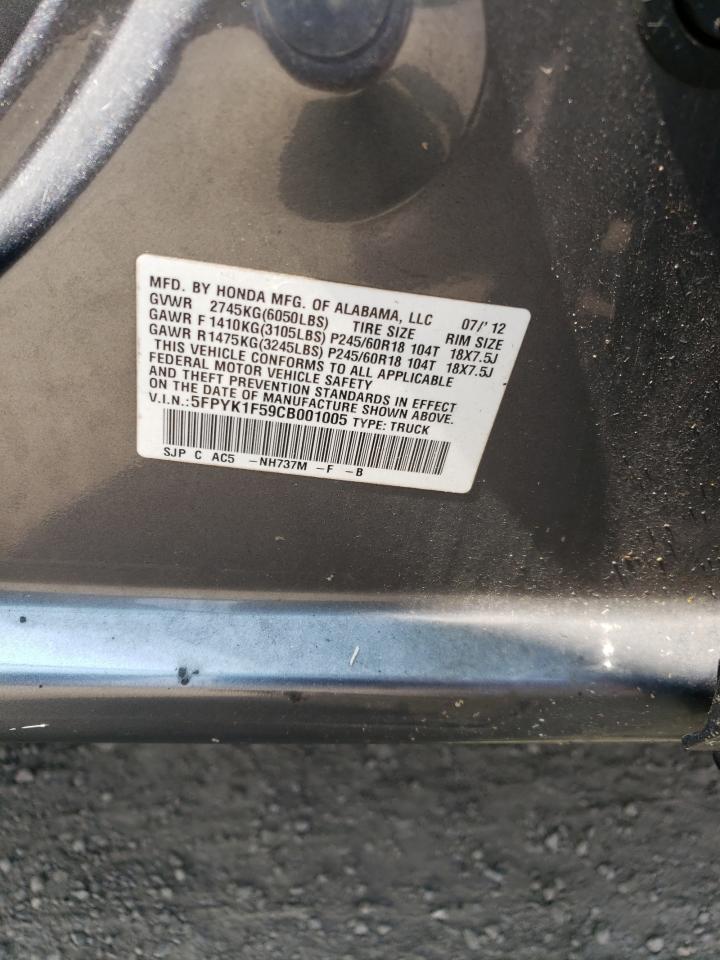 MFD. BY HONDA MFG. OF ALABAMA, LLC 07/'12
GVWR 2745KG(6050LBS) TIRE SIZE RIM SIZE
GAWR F1410KG(3105LBS) P245/60R18 104T 18X7.5J
GAWR R1475KG(3245LBS) P245/60R18 104T 18X7.5J
THIS VEHICLE CONFORMS TO ALL APPLICABLE
FEDERAL MOTOR VEHICLE SAFETY
AND THEFT PREVENTION STANDARDS IN EFFECT
ON THE DATE OF MANUFACTURE SHOWN ABOVE.
V.I.N.:5FPYK1F59CB001005 TYPE: TRUCK
SJP C AC5 -NH737M -F -B